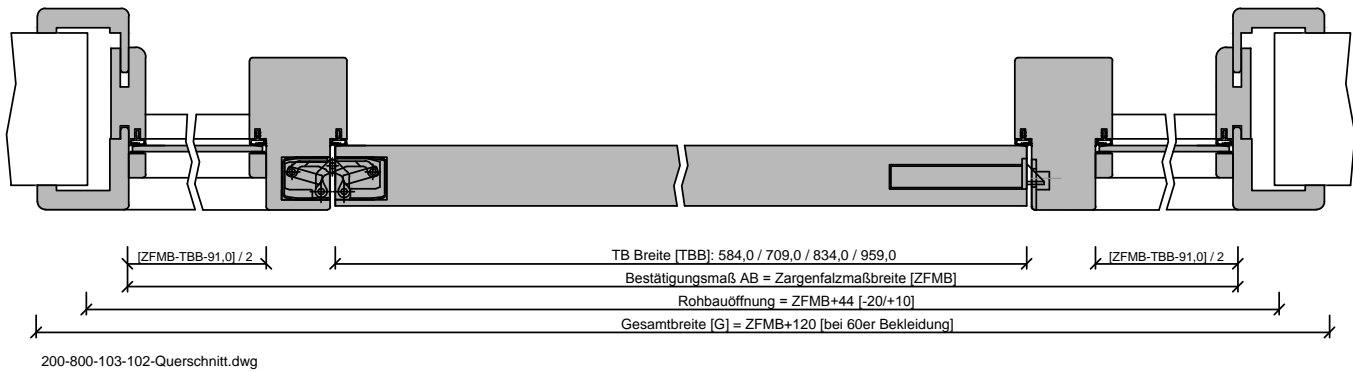 [ZFMB-TBB-91,0] / 2
TB Breite [TBB]: 584,0 / 709,0 / 834,0 / 959,0
[ZFMB-TBB-91,0] / 2
Bestätigungsmaß AB = Zargenfalzmaßbreite [ZFMB]
Rohbauöffnung = ZFMB+44 [-20/+10]
Gesamtbreite [G] = ZFMB+120 [bei 60er Bekleidung]
200-800-103-102-Querschnitt.dwg